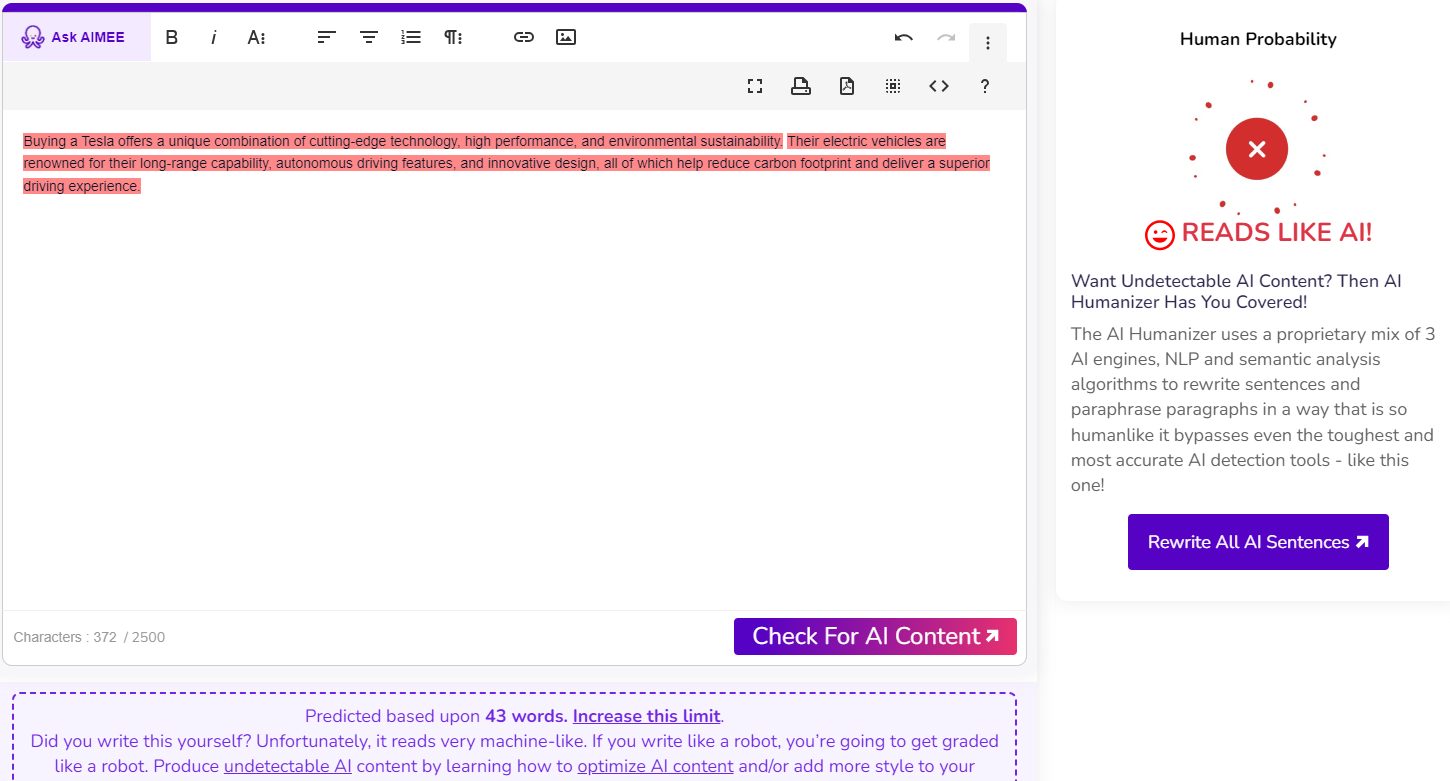 Ask AIMEE
B i A
?
Buying a Tesla offers a unique combination of cutting-edge technology, high performance, and environmental sustainability. Their electric vehicles are
renowned for their long-range capability, autonomous driving features, and innovative design, all of which help reduce carbon footprint and deliver a superior
driving experience.
Characters : 372 / 2500
Check For AI Content
Predicted based upon 43 words. Increase this limit.
Did you write this yourself? Unfortunately, it reads very machine-like. If you write like a robot, you're going to get graded
like a robot. Produce undetectable AI content by learning how to optimize AI content and/or add more style to your
Human Probability
READS LIKE AI!
Want Undetectable AI Content? Then AI
Humanizer Has You Covered!
The AI Humanizer uses a proprietary mix of 3
AI engines, NLP and semantic analysis
algorithms to rewrite sentences and
paraphrase paragraphs in a way that is so
humanlike it bypasses even the toughest and
most accurate AI detection tools - like this
one!
Rewrite All AI Sentences